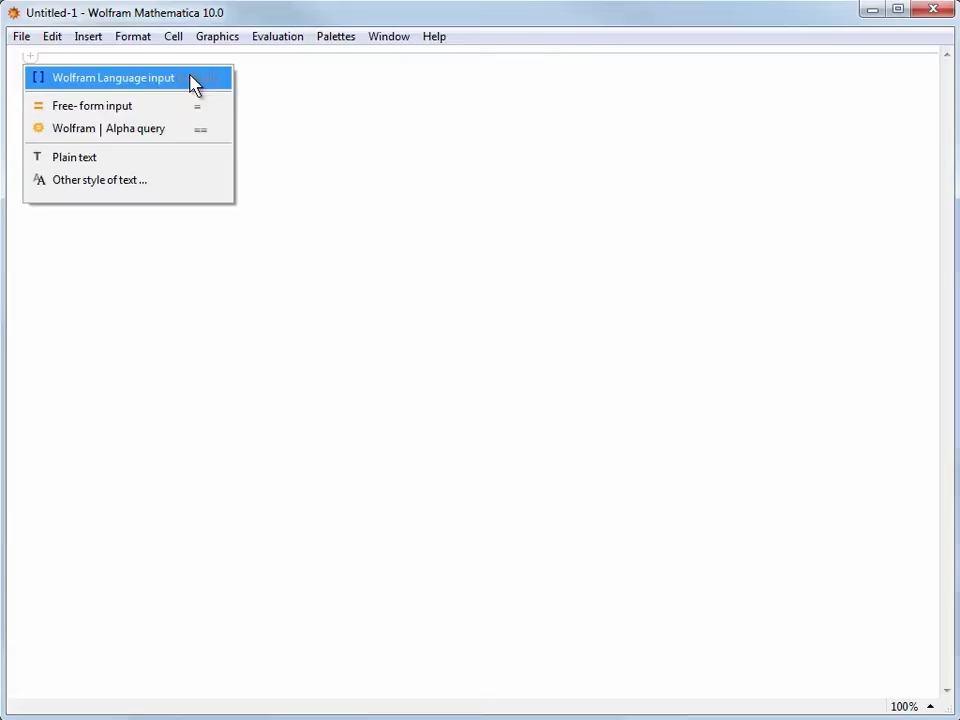 Untitled-1 - Wolfram Mathematica 10.0
File Edit Insert Format Cell Graphics Evaluation Palettes Window Help
[ ] Wolfram Language input
= Free-form input =
Wolfram | Alpha query ==
T Plain text
AA Other style of text ...
100%